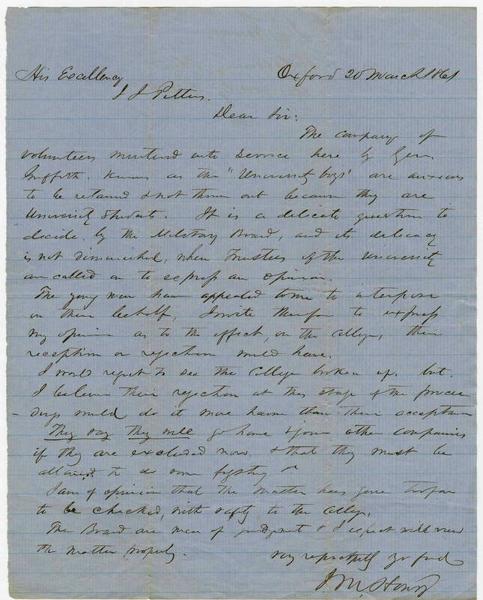 His Excellency Oxford 20 March 1861
J J Pettus.
Dear Sir:
The company of
volunteers mustered into service here by Gen.
Griffith. Known as the "University Grays" are anxious
to be retained & not thrown out because they are
University Students. It is a delicate question to
decide, by the Military Board, and its delicacy
is not diminished, when Trustees of the University
are called on to express an opinion.
The young men have appealed to me to interpose
in their behalf, I write therefore to express
my opinion as to the effect, on the College, their
reception or rejection would have.
I would regret to see the College broken up. but
I believe their rejection at this stage of the procee
-dings would do it more harm than their acceptance
They say they will go home & join other companies
if they are excluded now, & that they must be
allowed to do some fighting
I am of opinion that the matter has gone too far
to be checked, with safety to the College.
The Board are men of judgment & I expect will view
the matter properly.
very respectfully yr frd